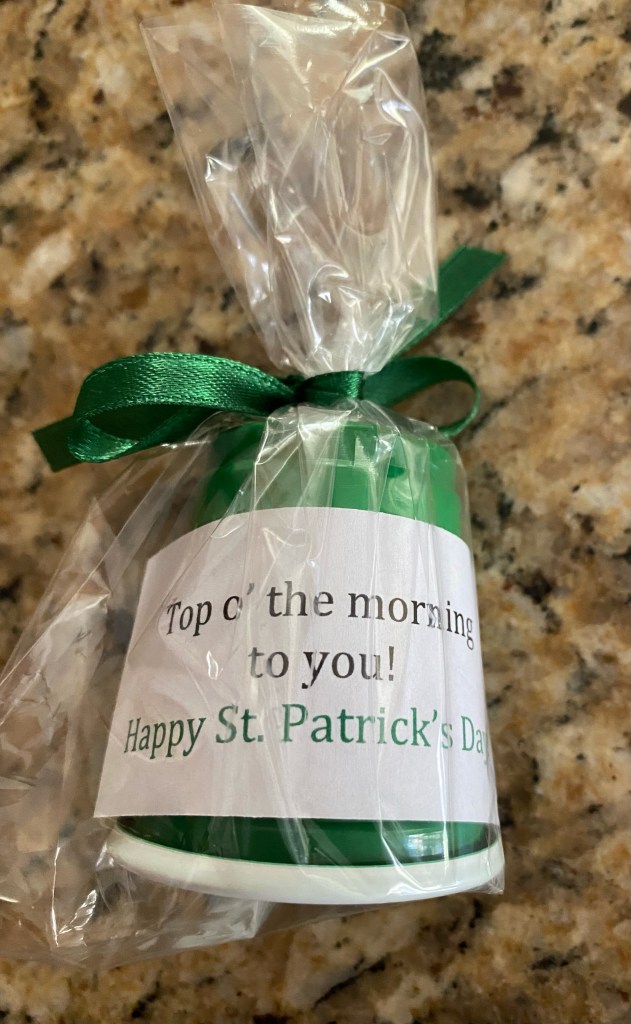 Top o' the morning
to you!
Happy St. Patrick's Day